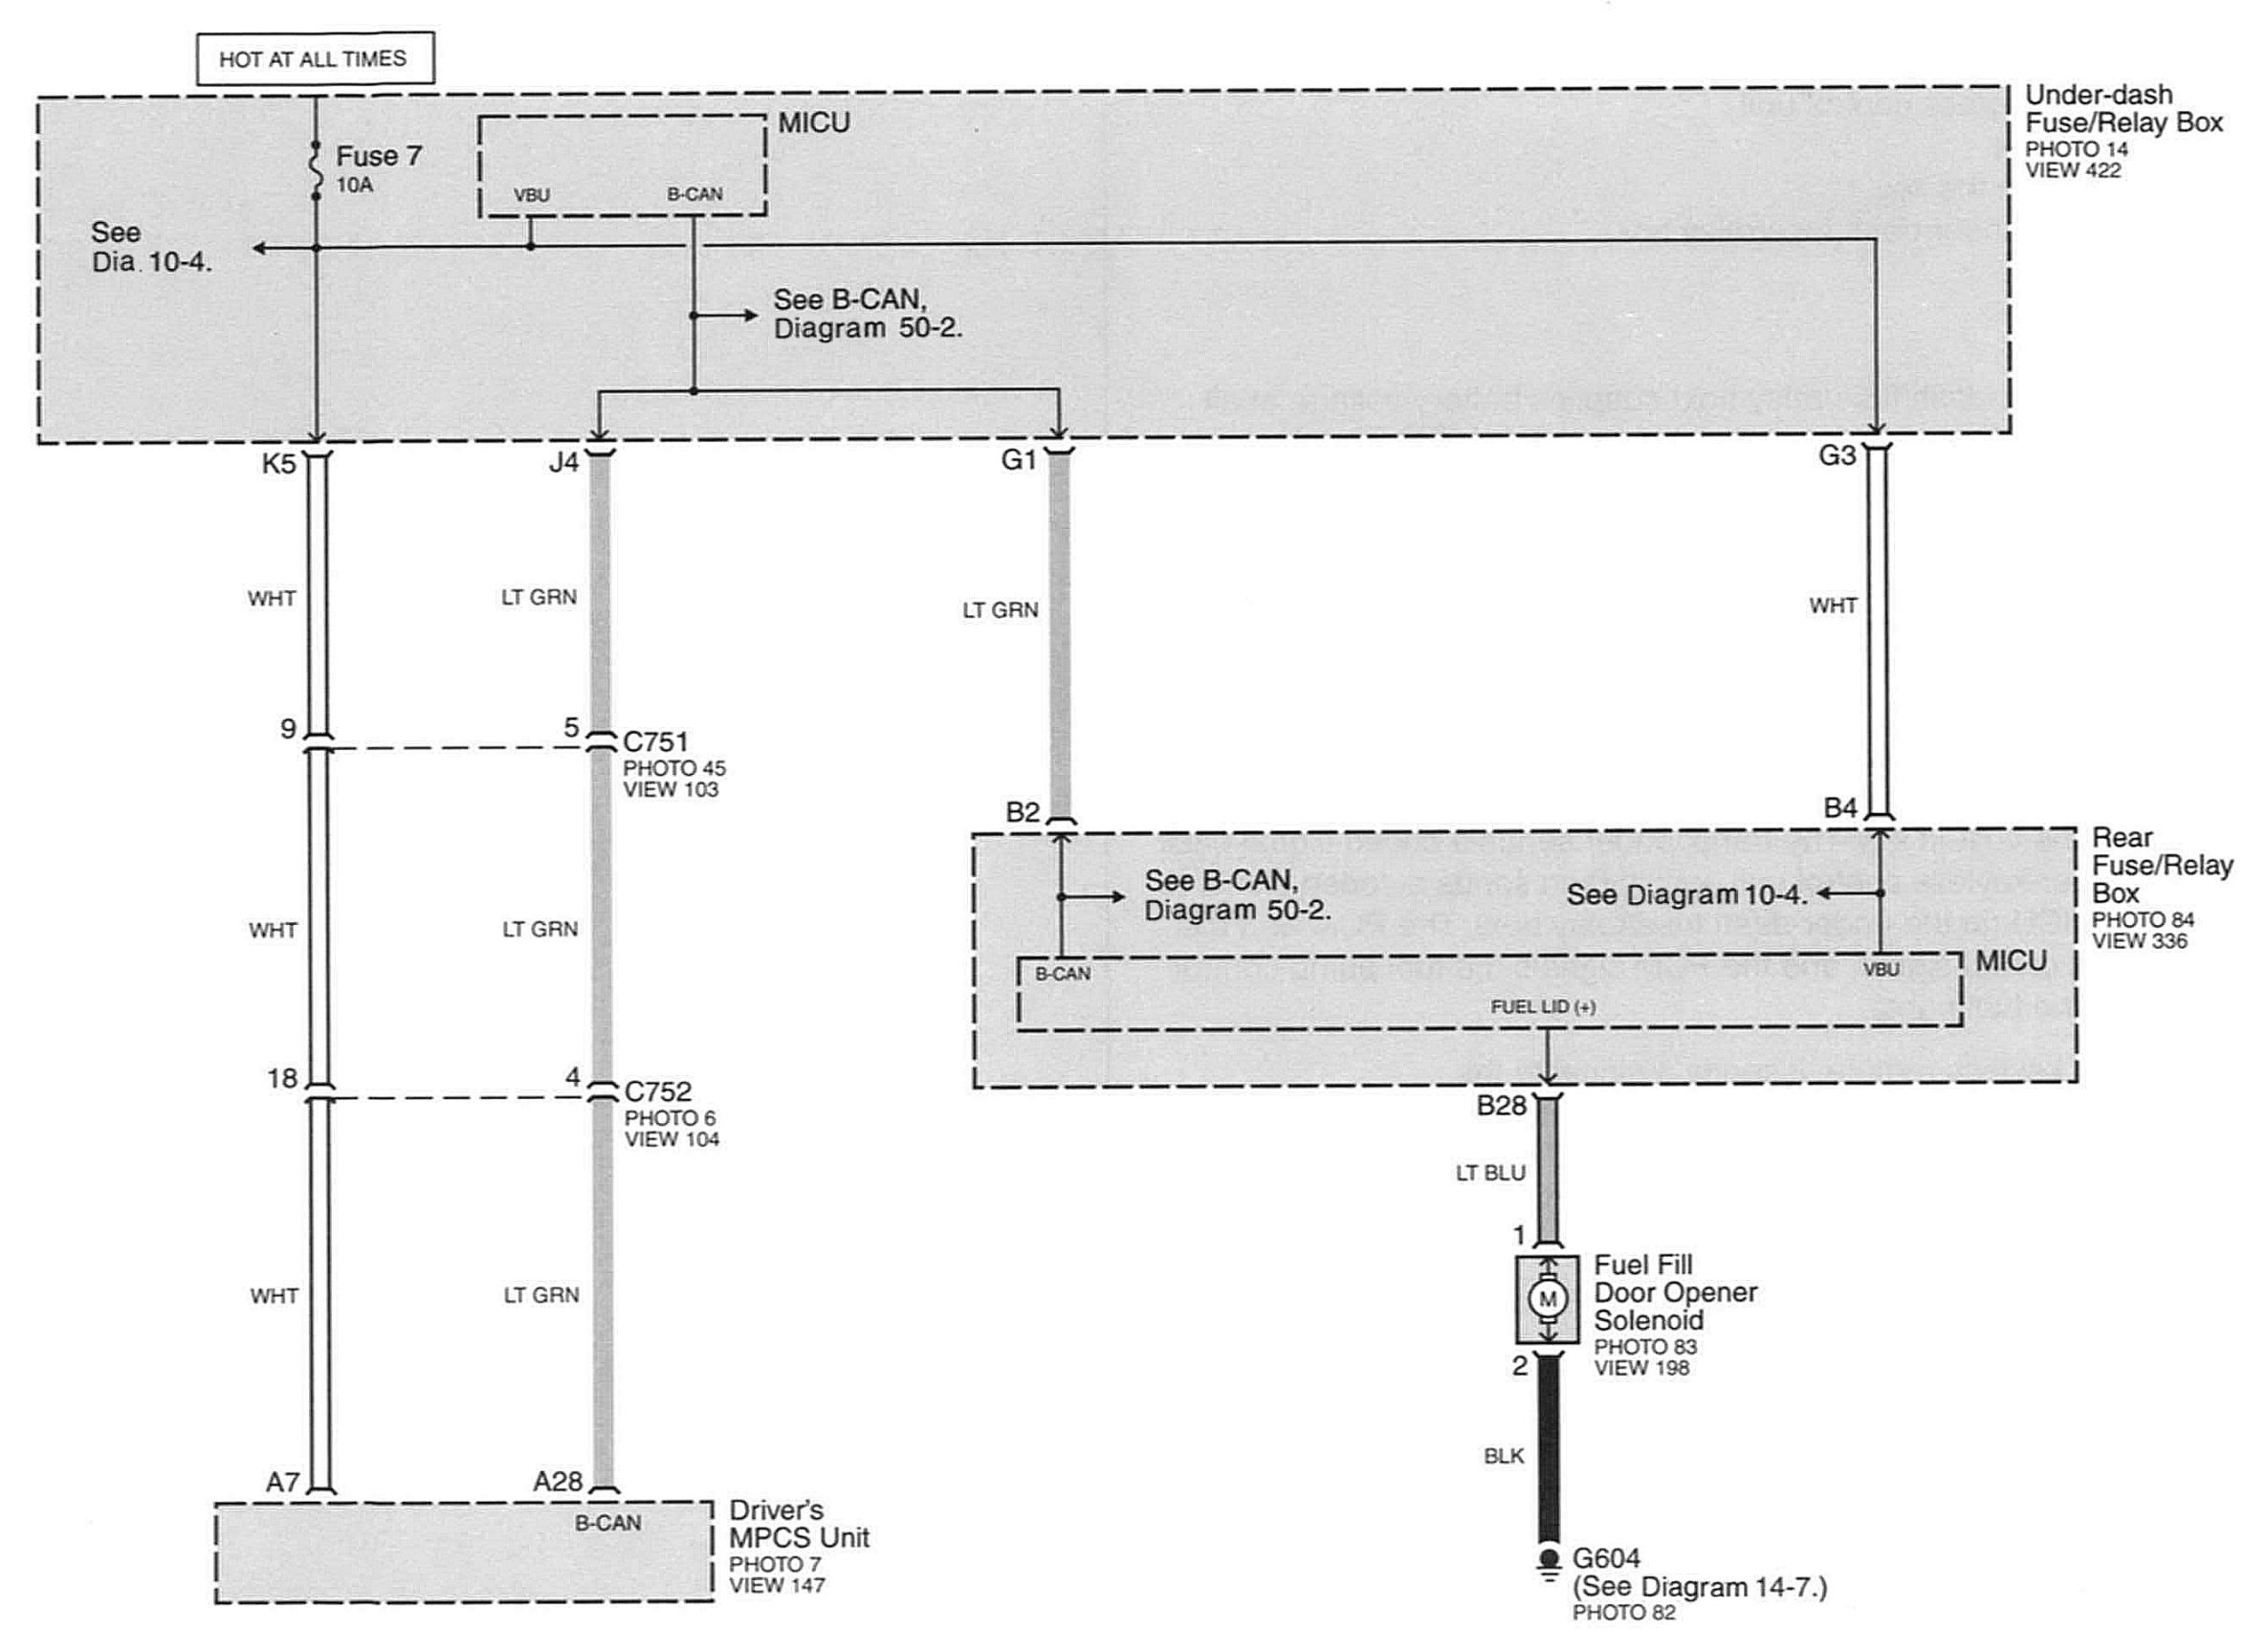 HOT AT ALL TIMES
Under-dash
Fuse/Relay Box
PHOTO 14
VIEW 422
MICU
Fuse 7
10A
VBU
B-CAN
See
Dia. 10-4.
See B-CAN,
Diagram 50-2.
K5
J4
G1
G3
WHT
LT GRN
LT GRN
WHT
9
5
C751
PHOTO 45
VIEW 103
B2
B4
Rear
Fuse/Relay
Box
PHOTO 84
VIEW 336
See B-CAN,
Diagram 50-2.
See Diagram 10-4.
WHT
LT GRN
B-CAN
VBU
MICU
FUEL LID (+)
18
4
C752
PHOTO 6
VIEW 104
B28
LT BLU
1
Fuel Fill
Door Opener
Solenoid
PHOTO 83
VIEW 198
M
2
WHT
LT GRN
BLK
A7
A28
B-CAN
Driver's
MPCS Unit
PHOTO 7
VIEW 147
G604
(See Diagram 14-7.)
PHOTO 82